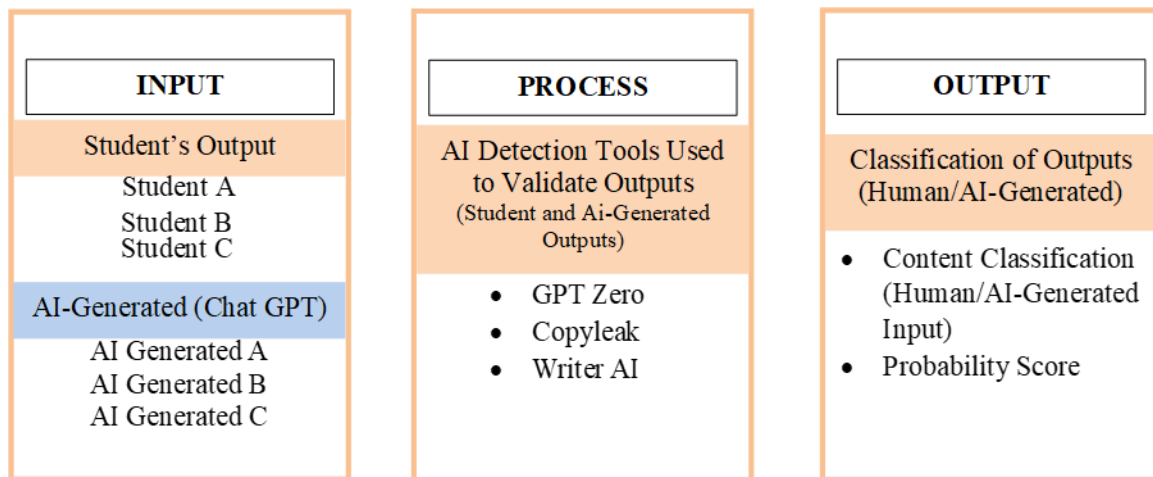 INPUT
Student’s Output
Student A
Student B
Student C
AI-Generated (Chat GPT)
AI Generated A
AI Generated B
AI Generated C
PROCESS
AI Detection Tools Used
to Validate Outputs
(Student and Ai-Generated
Outputs)
• GPT Zero
• Copyleak
• Writer AI
OUTPUT
Classification of Outputs
(Human/AI-Generated)
• Content Classification
(Human/AI-Generated
Input)
• Probability Score